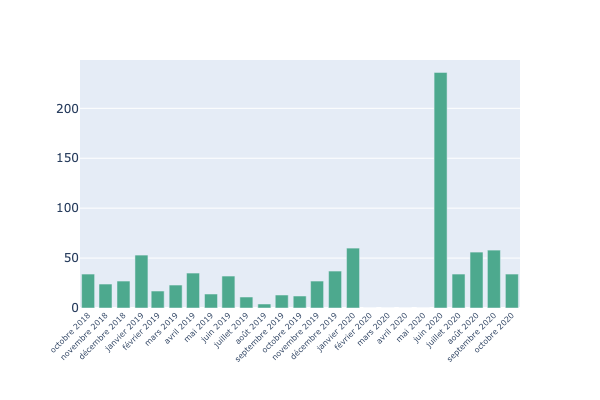 200
150
100
50
0
octobre 2018
novembre 2018
décembre 2018
janvier 2019
février 2019
mars 2019
avril 2019
mai 2019
juin 2019
juillet 2019
août 2019
septembre 2019
octobre 2019
novembre 2019
décembre 2019
janvier 2020
février 2020
mars 2020
avril 2020
mai 2020
juin 2020
juillet 2020
août 2020
septembre 2020
octobre 2020